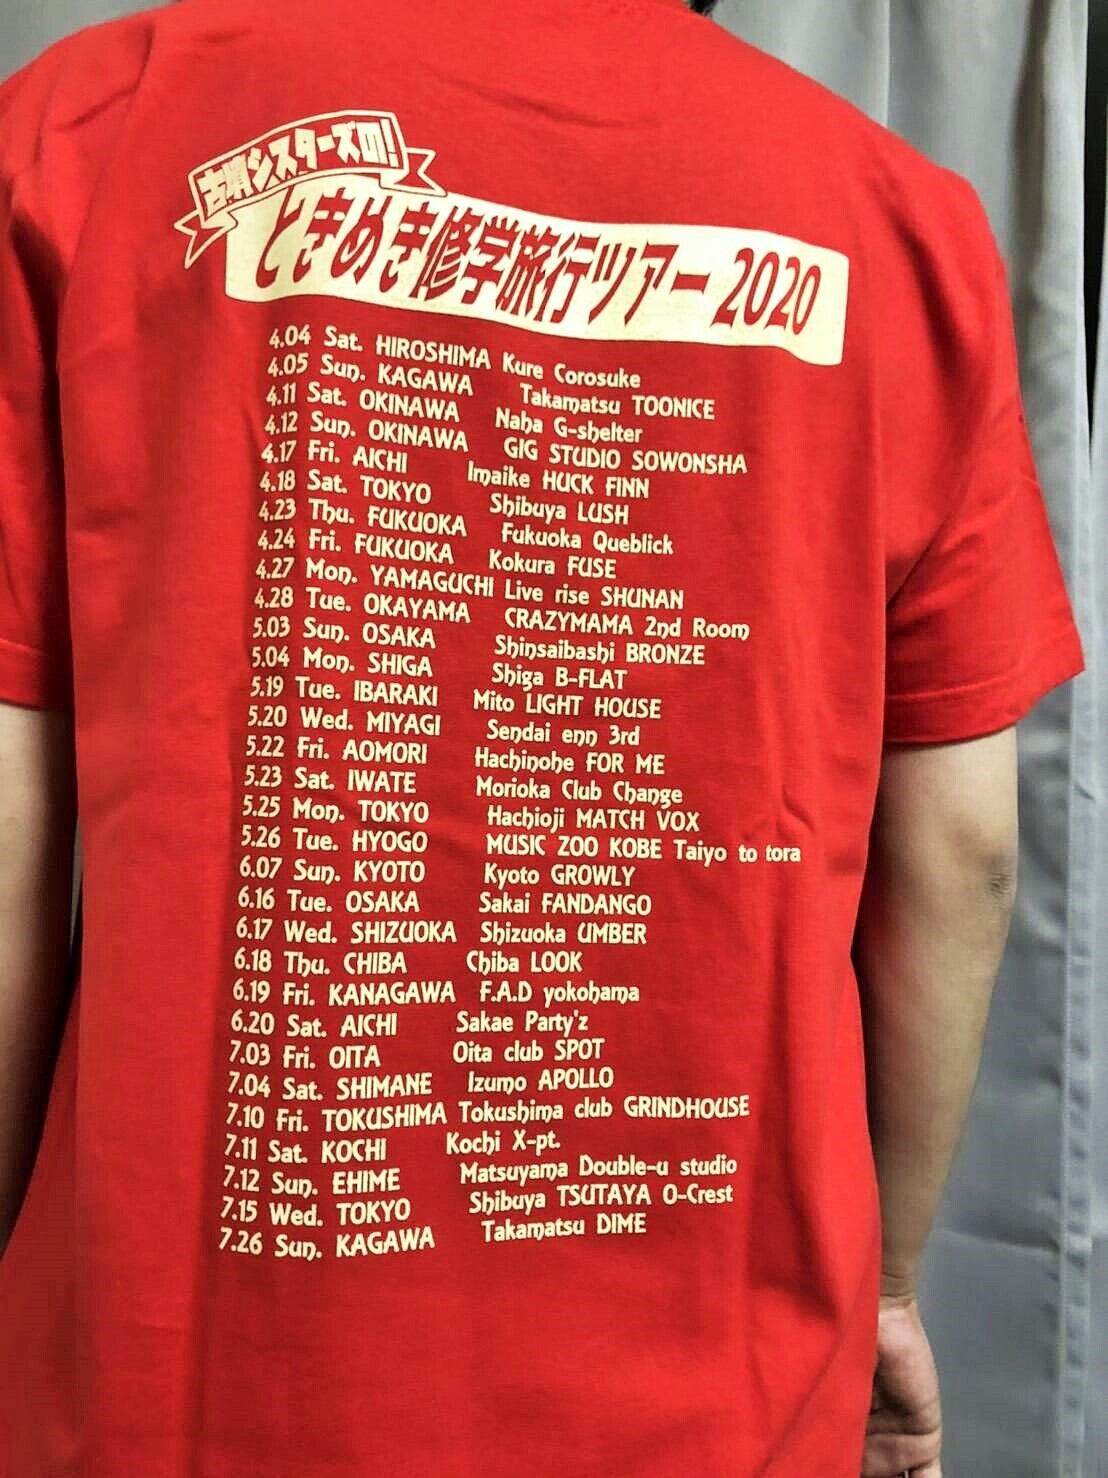 古墳シスターズの!
ときめき修学旅行ツアー 2020
4.04 Sat. HIROSHIMA Kure Corosuke
4.05 Sun. KAGAWA Takamatsu TOONICE
4.11 Sat. OKINAWA Naha G-shelter
4.12 Sun. OKINAWA GIG STUDIO SOWONSHA
4.17 Fri. AICHI Imaike HUCK FINN
4.18 Sat. TOKYO Shibuya LUSH
4.23 Thu. FUKUOKA Fukuoka Queblick
4.24 Fri. FUKUOKA Kokura FUSE
4.27 Mon. YAMAGUCHI Live rise SHUNAN
4.28 Tue. OKAYAMA CRAZYMAMA 2nd Room
5.03 Sun. OSAKA Shinsaibashi BRONZE
5.04 Mon. SHIGA Shiga B-FLAT
5.19 Tue. IBARAKI Mito LIGHT HOUSE
5.20 Wed. MIYAGI Sendai enn 3rd
5.22 Fri. AOMORI Hachinohe FOR ME
5.23 Sat. IWATE Morioka Club Change
5.25 Mon. TOKYO Hachioji MATCH VOX
5.26 Tue. HYOGO MUSIC ZOO KOBE Taiyo to tora
6.07 Sun. KYOTO Kyoto GROWLY
6.16 Tue. OSAKA Sakai FANDANGO
6.17 Wed. SHIZUOKA Shizuoka UMBER
6.18 Thu. CHIBA Chiba LOOK
6.19 Fri. KANAGAWA F.A.D yokohama
6.20 Sat. AICHI Sakae Party'z
7.03 Fri. OITA Oita club SPOT
7.04 Sat. SHIMANE Izumo APOLLO
7.10 Fri. TOKUSHIMA Tokushima club GRINDHOUSE
7.11 Sat. KOCHI Kochi X-pt.
7.12 Sun. EHIME Matsuyama Double-u studio
7.15 Wed. TOKYO Shibuya TSUTAYA O-Crest
7.26 Sun. KAGAWA Takamatsu DIME